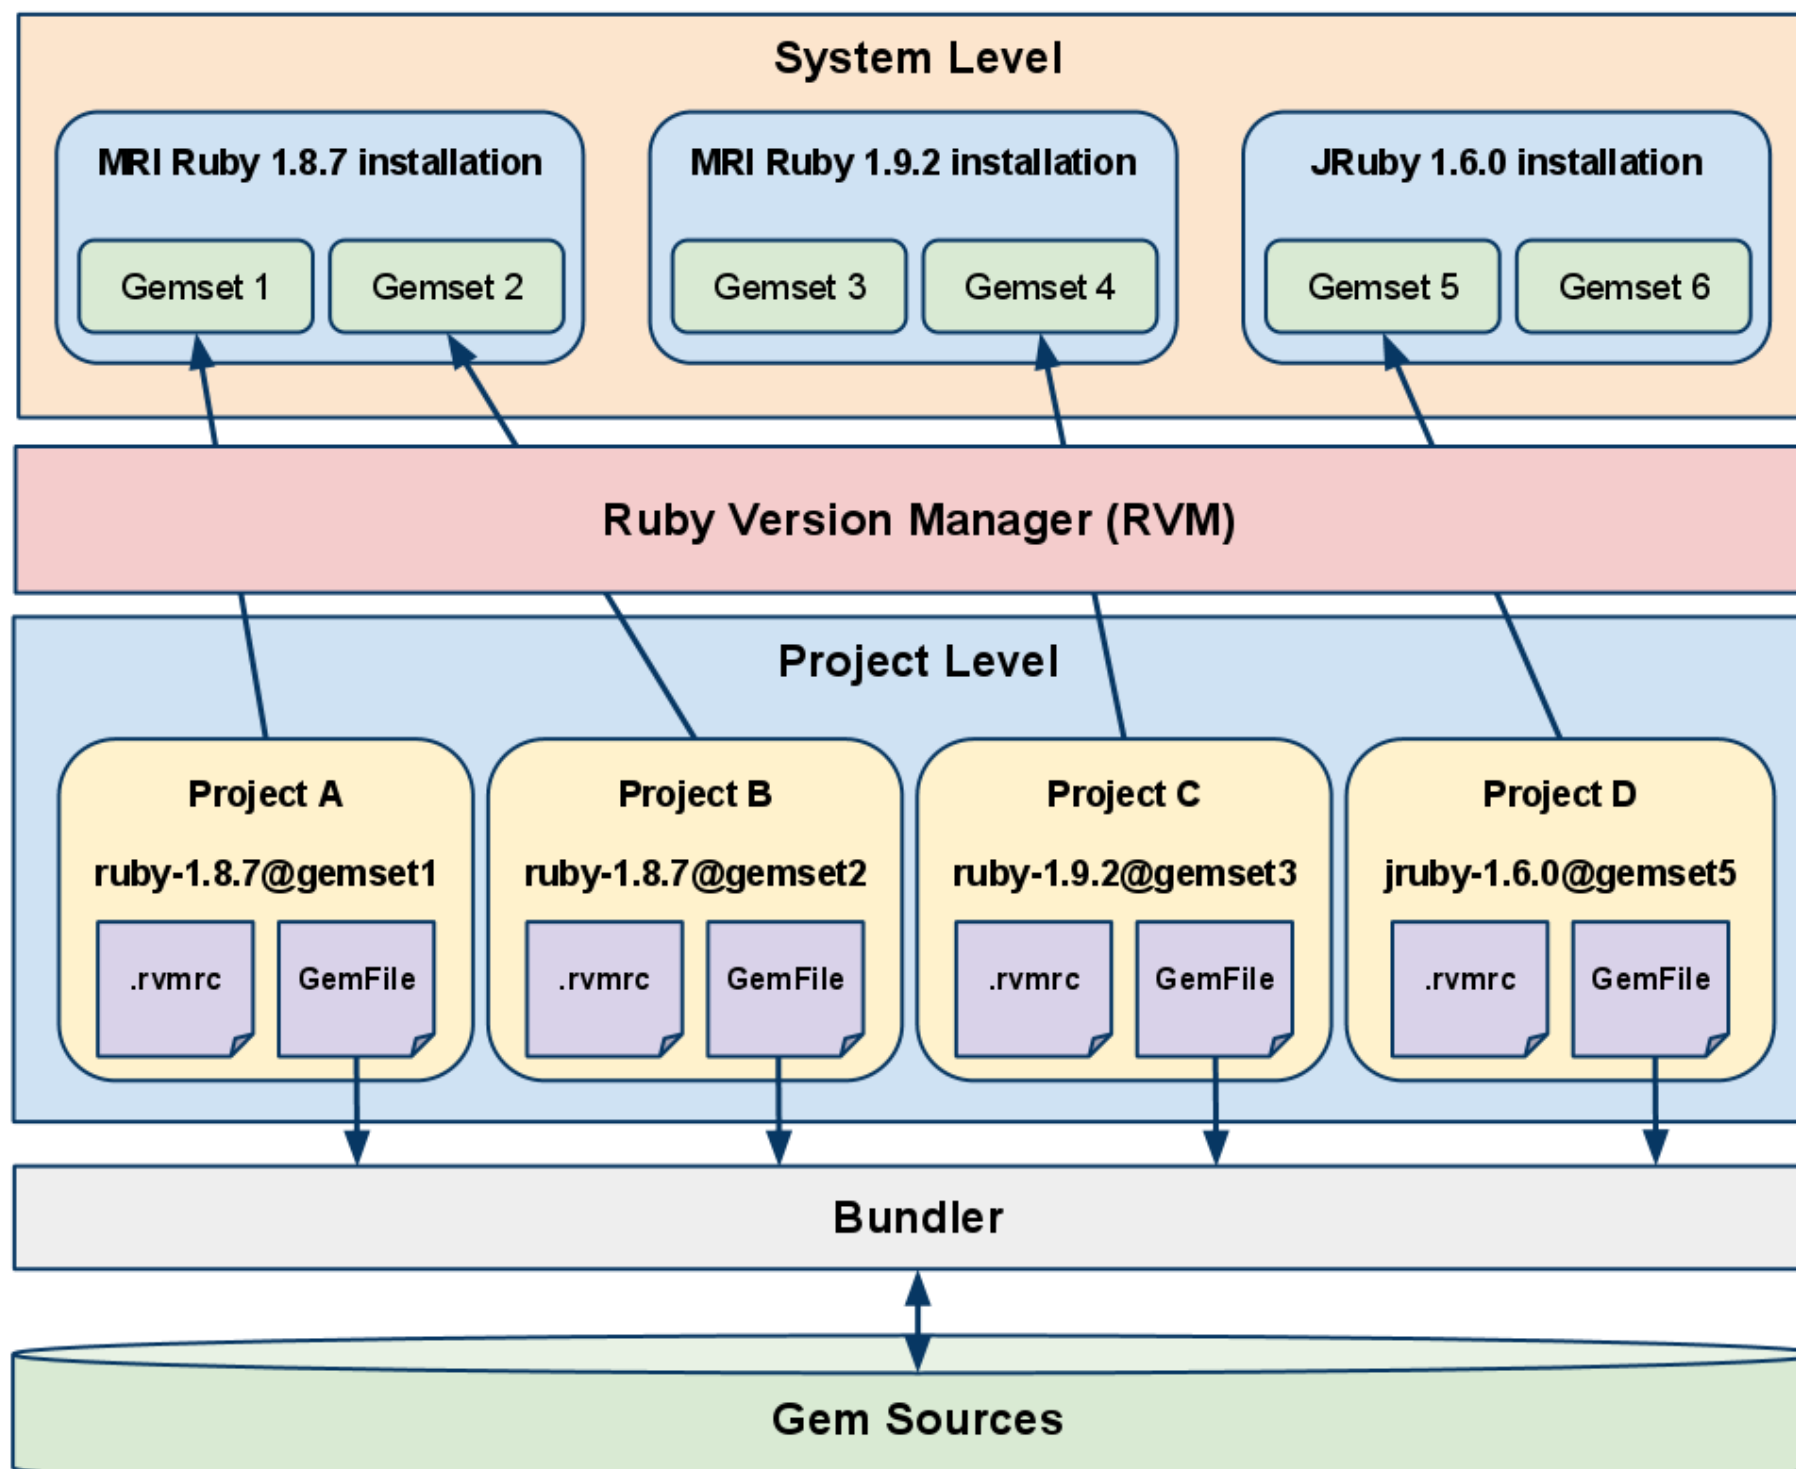 System Level
MRI Ruby 1.8.7 installation
MRI Ruby 1.9.2 installation
JRuby 1.6.0 installation
Gemset 1
Gemset 2
Gemset 3
Gemset 4
Gemset 5
Gemset 6
Ruby Version Manager (RVM)
Project Level
Project A
ruby-1.8.7@gemset1
.rvmrc
GemFile
Project B
ruby-1.8.7@gemset2
.rvmrc
GemFile
Project C
ruby-1.9.2@gemset3
.rvmrc
GemFile
Project D
jruby-1.6.0@gemset5
.rvmrc
GemFile
Bundler
Gem Sources